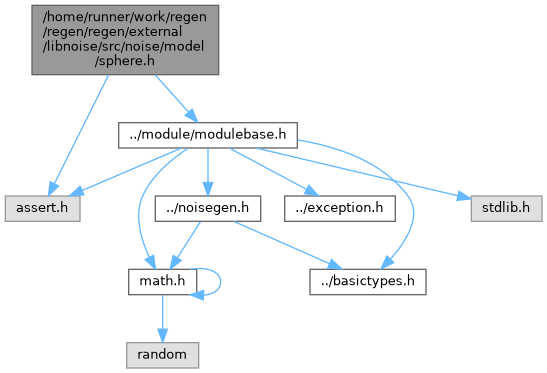 /home/runner/work/regen
/regen/regen/external
/libnoise/src/noise/model
/sphere.h
../module/modulebase.h
assert.h
../noisegen.h
../exception.h
stdlib.h
math.h
../basictypes.h
random